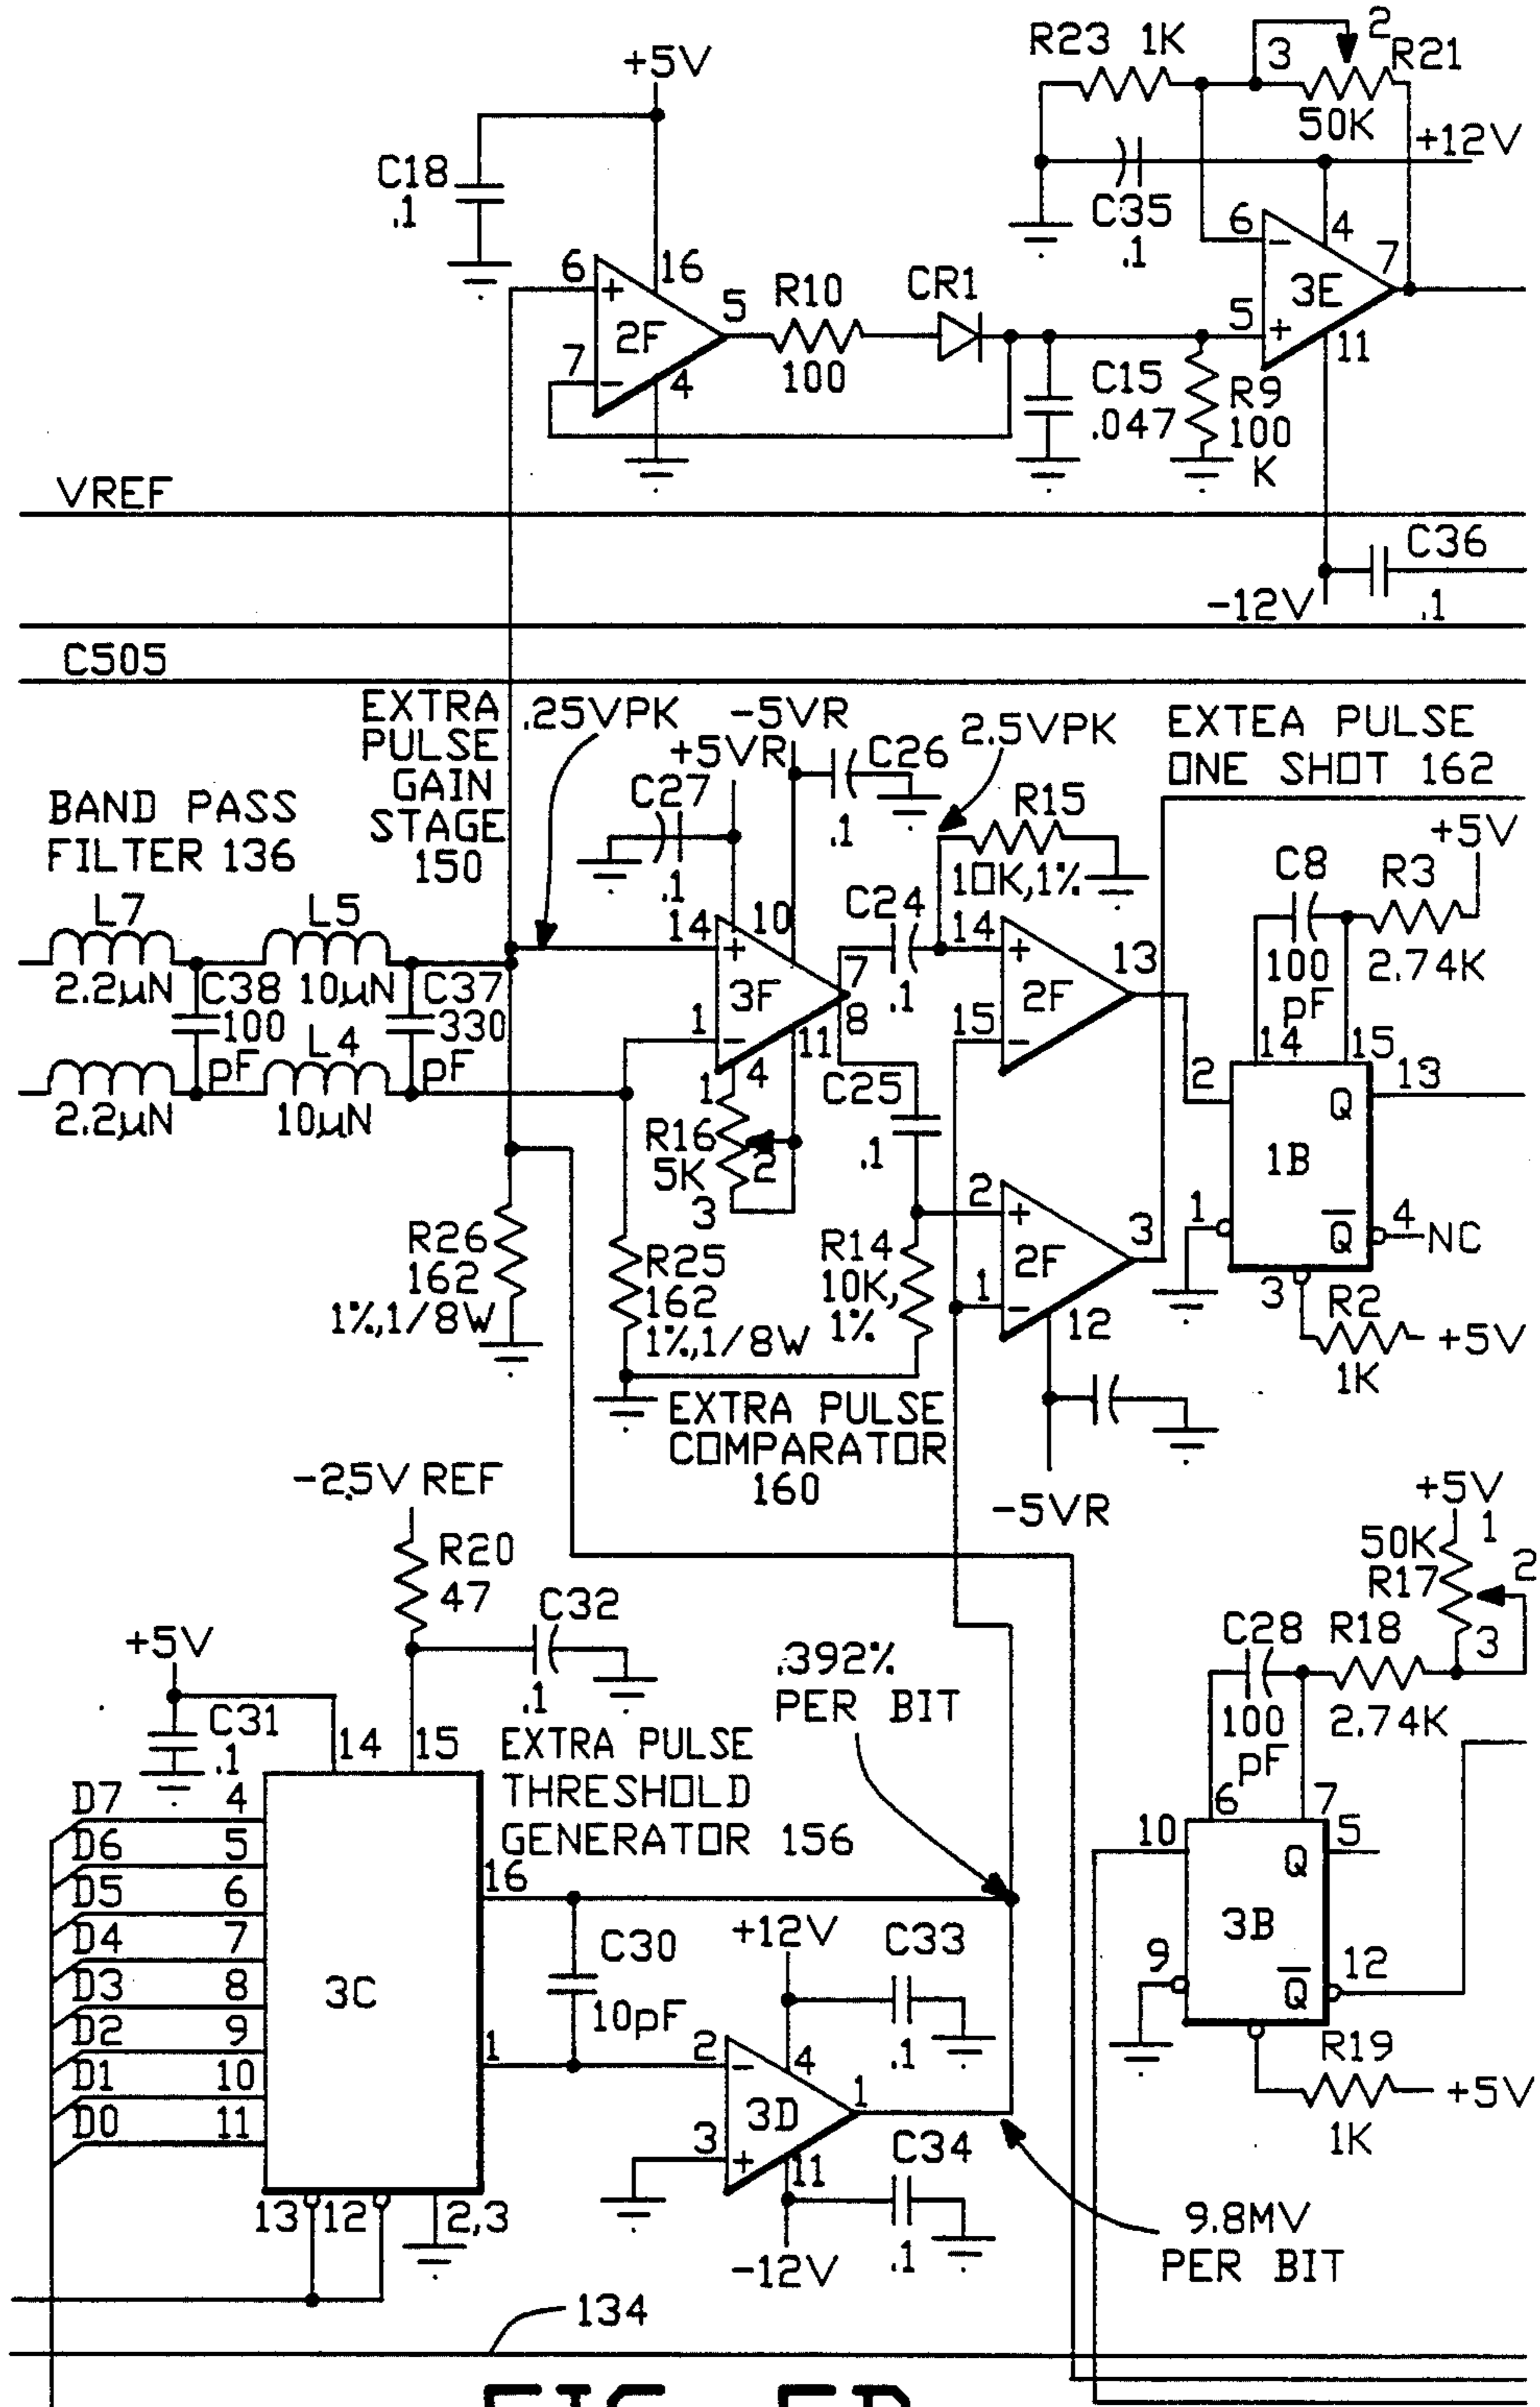 R23 1K
3
2
R21
50K
+5V
+12V
C18
.1
C35
.1
6
4
7
3E
5
11
6
16
2F
5
7
4
R10
100
CR1
C15
.047
R9
100
K
VREF
C36
.1
-12V
C505
EXTRA
PULSE
GAIN
STAGE
150
.25VPK
-5VR
+5VR
C26
.1
C27
.1
2.5VPK
R15
10K,1%
EXTEA PULSE
ONE SHOT 162
+5V
C8
100
pF
R3
2.74K
BAND PASS
FILTER 136
L7
2.2µN
L5
10µN
C38
100
pF
C37
330
pF
L4
10µN
2.2µN
14
10
3F
7
8
1
11
1
4
C24
.1
14
13
2F
15
14
15
2
13
Q
1B
1
Q
4
NC
3
R2
1K
+5V
C25
.1
R16
5K
2
3
R26
162
1%,1/8W
R25
162
1%,1/8W
R14
10K,
1%
2
3
2F
1
12
-5VR
EXTRA PULSE
COMPARATOR
160
-2.5V REF
R20
47
C32
.1
+5V
C31
.1
14
15
EXTRA PULSE
THRESHOLD
GENERATOR 156
.392%
PER BIT
+5V
50K
R17
1
2
3
C28
100
pF
R18
2.74K
6
7
10
5
Q
3B
9
Q
12
R19
1K
+5V
D7 4
D6 5
D5 6
D4 7
D3 8
D2 9
D1 10
D0 11
3C
16
1
13
12
2,3
C30
10pF
+12V
C33
.1
2
4
1
3D
3
11
C34
.1
-12V
9.8MV
PER BIT
134